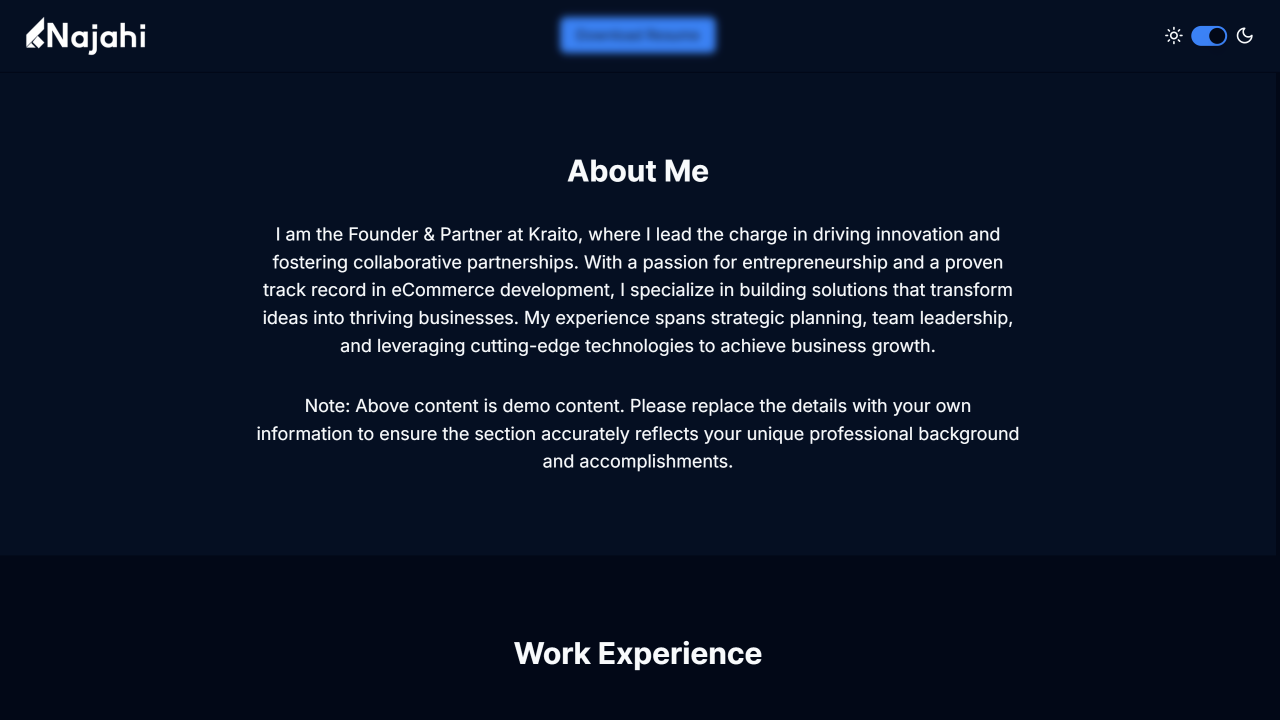 Najahi
About Me
I am the Founder & Partner at Kraito, where I lead the charge in driving innovation and
fostering collaborative partnerships. With a passion for entrepreneurship and a proven
track record in eCommerce development, I specialize in building solutions that transform
ideas into thriving businesses. My experience spans strategic planning, team leadership,
and leveraging cutting-edge technologies to achieve business growth.
Note: Above content is demo content. Please replace the details with your own
information to ensure the section accurately reflects your unique professional background
and accomplishments.
Work Experience